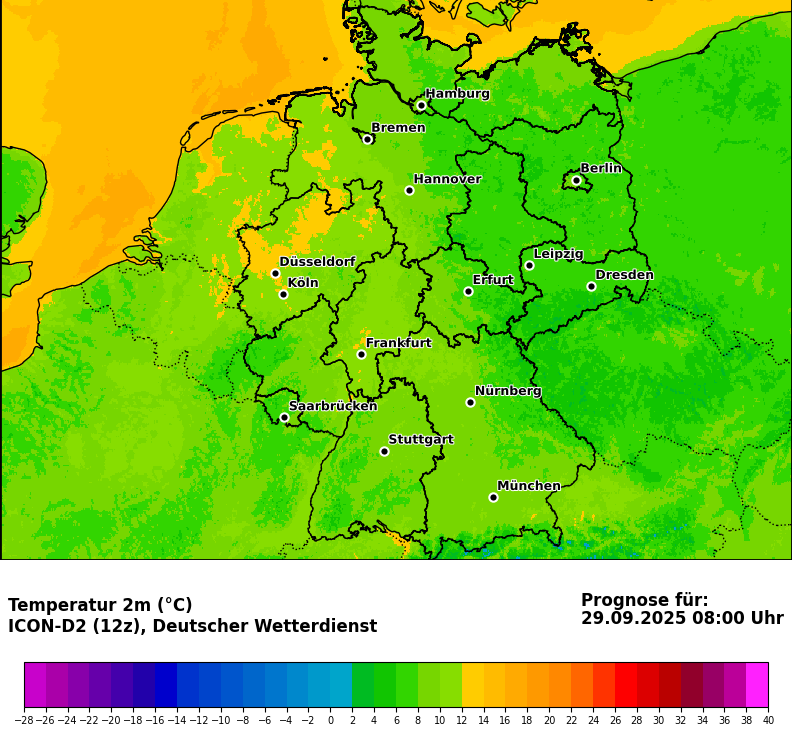 Hamburg
Bremen
Berlin
Hannover
Leipzig
Düsseldorf
Dresden
Köln
Erfurt
Frankfurt
Nürnberg
Saarbrücken
Stuttgart
München
Temperatur 2m (°C)
ICON-D2 (12z), Deutscher Wetterdienst
Prognose für:
29.09.2025 08:00 Uhr
−28 −26 −24 −22 −20 −18 −16 −14 −12 −10 −8 −6 −4 −2 0 2 4 6 8 10 12 14 16 18 20 22 24 26 28 30 32 34 36 38 40